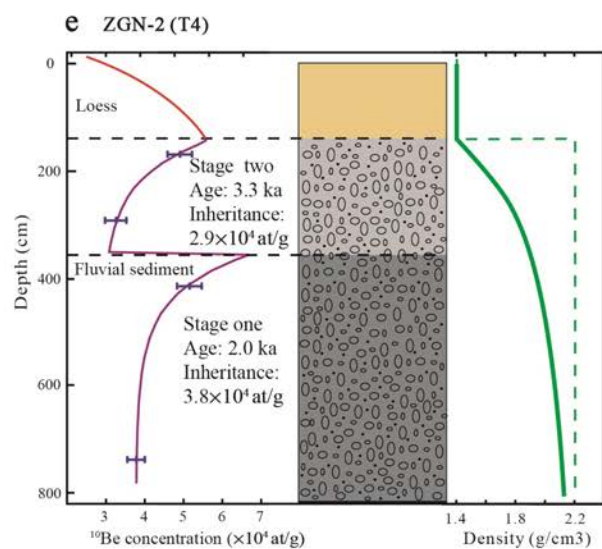 e ZGN-2 (T4)
0
200
400
600
800
Depth (cm)
Loess
Stage two
Age: 3.3 ka
Inheritance:
2.9×10⁴ at/g
Fluvial sediment
Stage one
Age: 2.0 ka
Inheritance:
3.8×10⁴ at/g
3 4 5 6 7
¹⁰Be concentration (×10⁴ at/g)
1.4 1.8 2.2
Density (g/cm3)